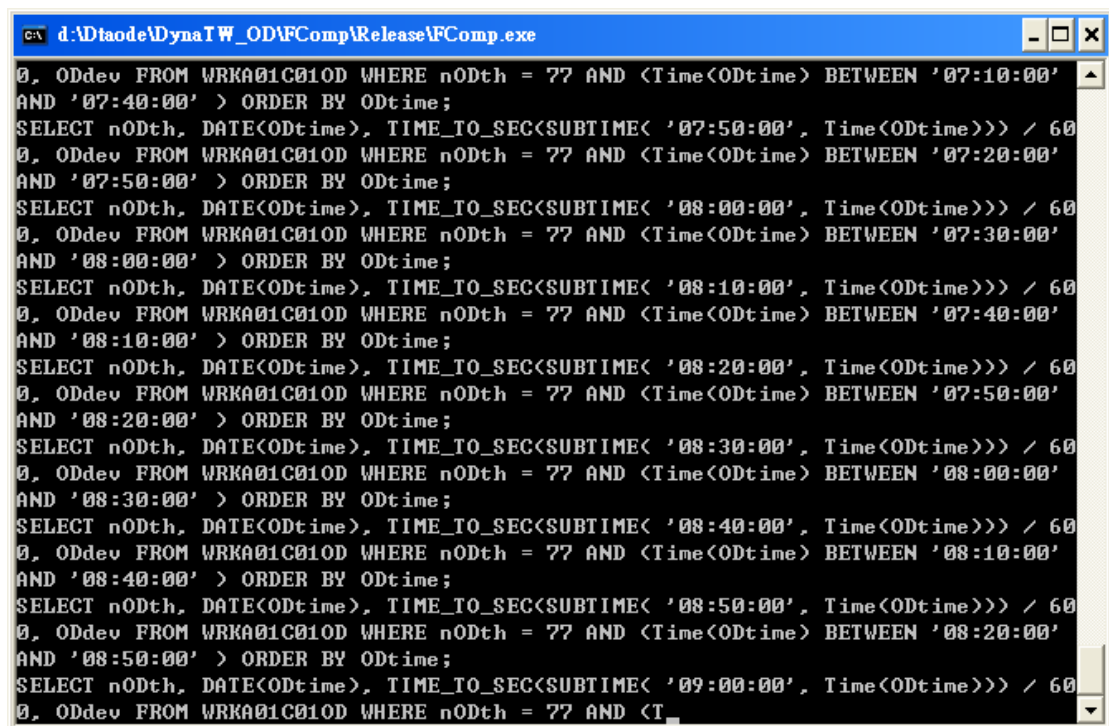 d:\Dtaode\DynaTW_OD\FComp\Release\FComp.exe
0, ODdev FROM WRKA01C01OD WHERE nODth = 77 AND (Time(ODtime) BETWEEN '07:10:00'
AND '07:40:00' ) ORDER BY ODtime;
SELECT nODth, DATE(ODtime), TIME_TO_SEC(SUBTIME( '07:50:00', Time(ODtime))) / 60
0, ODdev FROM WRKA01C01OD WHERE nODth = 77 AND (Time(ODtime) BETWEEN '07:20:00'
AND '07:50:00' ) ORDER BY ODtime;
SELECT nODth, DATE(ODtime), TIME_TO_SEC(SUBTIME( '08:00:00', Time(ODtime))) / 60
0, ODdev FROM WRKA01C01OD WHERE nODth = 77 AND (Time(ODtime) BETWEEN '07:30:00'
AND '08:00:00' ) ORDER BY ODtime;
SELECT nODth, DATE(ODtime), TIME_TO_SEC(SUBTIME( '08:10:00', Time(ODtime))) / 60
0, ODdev FROM WRKA01C01OD WHERE nODth = 77 AND (Time(ODtime) BETWEEN '07:40:00'
AND '08:10:00' ) ORDER BY ODtime;
SELECT nODth, DATE(ODtime), TIME_TO_SEC(SUBTIME( '08:20:00', Time(ODtime))) / 60
0, ODdev FROM WRKA01C01OD WHERE nODth = 77 AND (Time(ODtime) BETWEEN '07:50:00'
AND '08:20:00' ) ORDER BY ODtime;
SELECT nODth, DATE(ODtime), TIME_TO_SEC(SUBTIME( '08:30:00', Time(ODtime))) / 60
0, ODdev FROM WRKA01C01OD WHERE nODth = 77 AND (Time(ODtime) BETWEEN '08:00:00'
AND '08:30:00' ) ORDER BY ODtime;
SELECT nODth, DATE(ODtime), TIME_TO_SEC(SUBTIME( '08:40:00', Time(ODtime))) / 60
0, ODdev FROM WRKA01C01OD WHERE nODth = 77 AND (Time(ODtime) BETWEEN '08:10:00'
AND '08:40:00' ) ORDER BY ODtime;
SELECT nODth, DATE(ODtime), TIME_TO_SEC(SUBTIME( '08:50:00', Time(ODtime))) / 60
0, ODdev FROM WRKA01C01OD WHERE nODth = 77 AND (Time(ODtime) BETWEEN '08:20:00'
AND '08:50:00' ) ORDER BY ODtime;
SELECT nODth, DATE(ODtime), TIME_TO_SEC(SUBTIME( '09:00:00', Time(ODtime))) / 60
0, ODdev FROM WRKA01C01OD WHERE nODth = 77 AND (T_